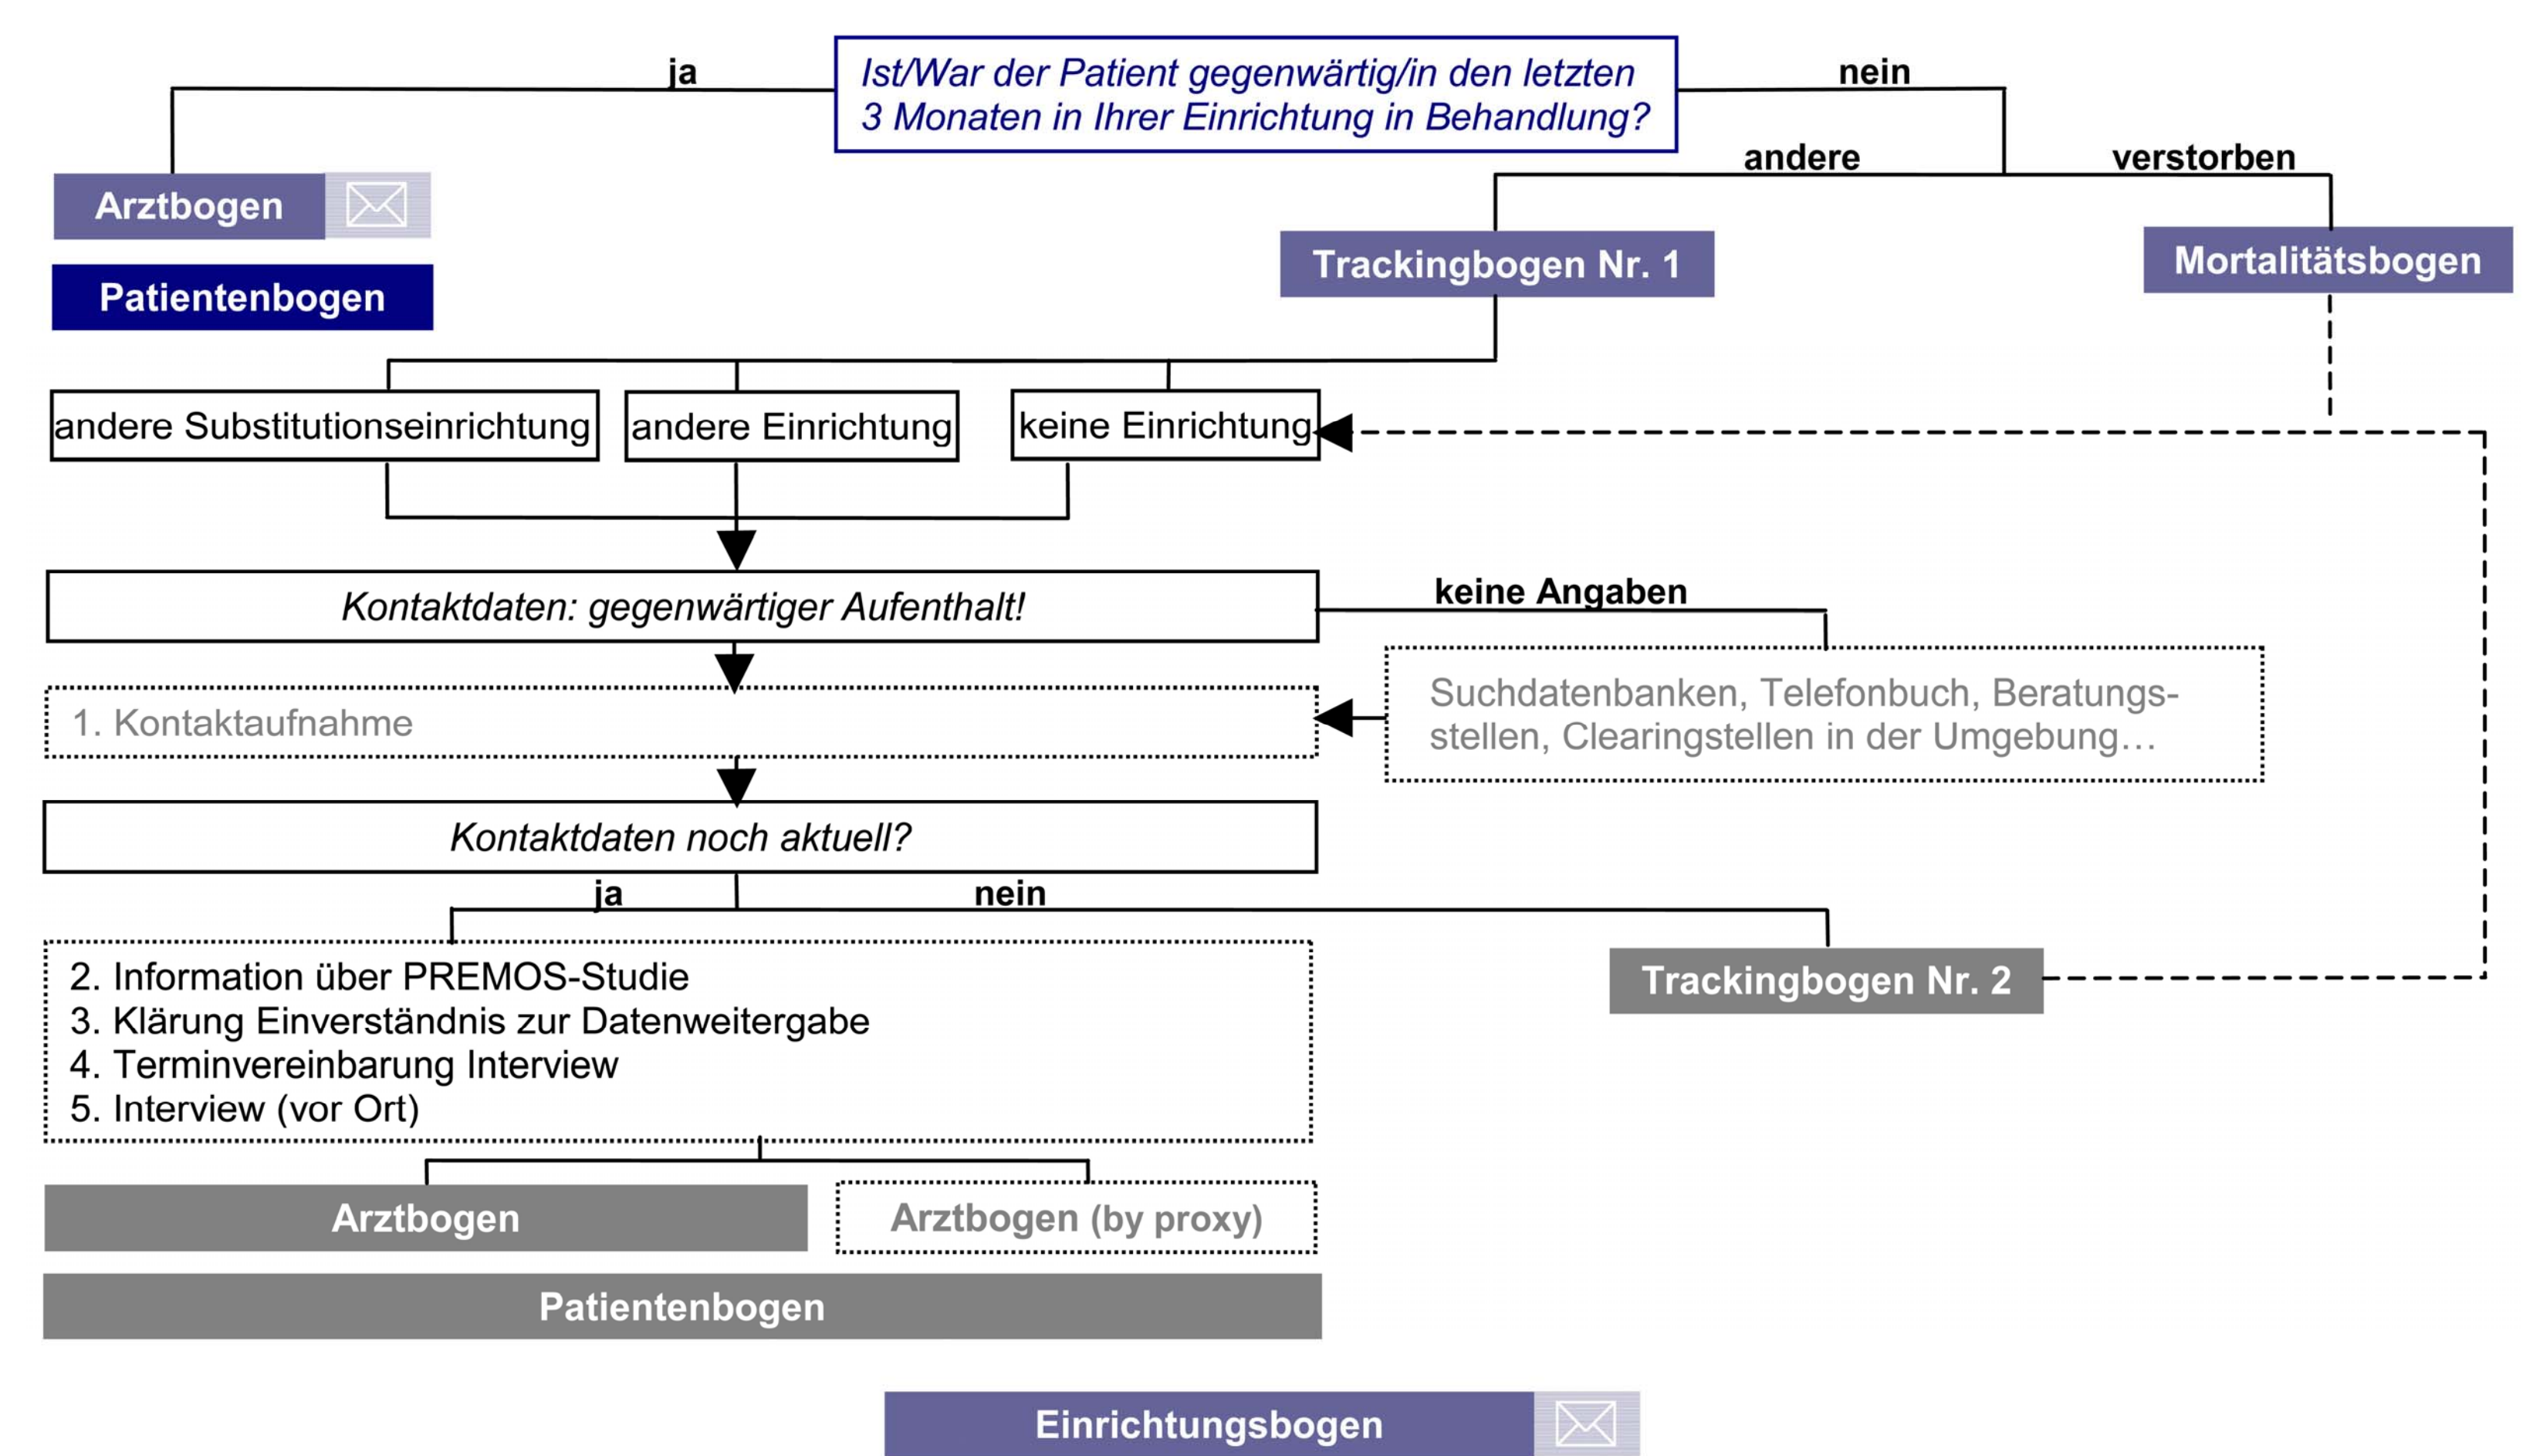 ja
Ist/War der Patient gegenwärtig/in den letzten
3 Monaten in Ihrer Einrichtung in Behandlung?
nein
andere
verstorben
Arztbogen
Patientenbogen
Trackingbogen Nr. 1
Mortalitätsbogen
andere Substitutionseinrichtung
andere Einrichtung
keine Einrichtung
Kontaktdaten: gegenwärtiger Aufenthalt!
keine Angaben
1. Kontaktaufnahme
Suchdatenbanken, Telefonbuch, Beratungs-
stellen, Clearingstellen in der Umgebung…
Kontaktdaten noch aktuell?
ja
nein
2. Information über PREMOS-Studie
3. Klärung Einverständnis zur Datenweitergabe
4. Terminvereinbarung Interview
5. Interview (vor Ort)
Trackingbogen Nr. 2
Arztbogen
Arztbogen (by proxy)
Patientenbogen
Einrichtungsbogen